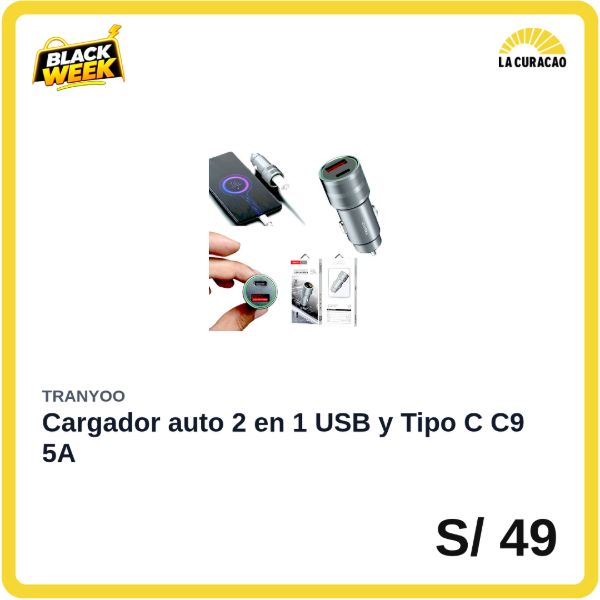 BLACK
WEEK
LA CURACAO
TRANYOO
Cargador auto 2 en 1 USB y Tipo C C9
5A
S/ 49